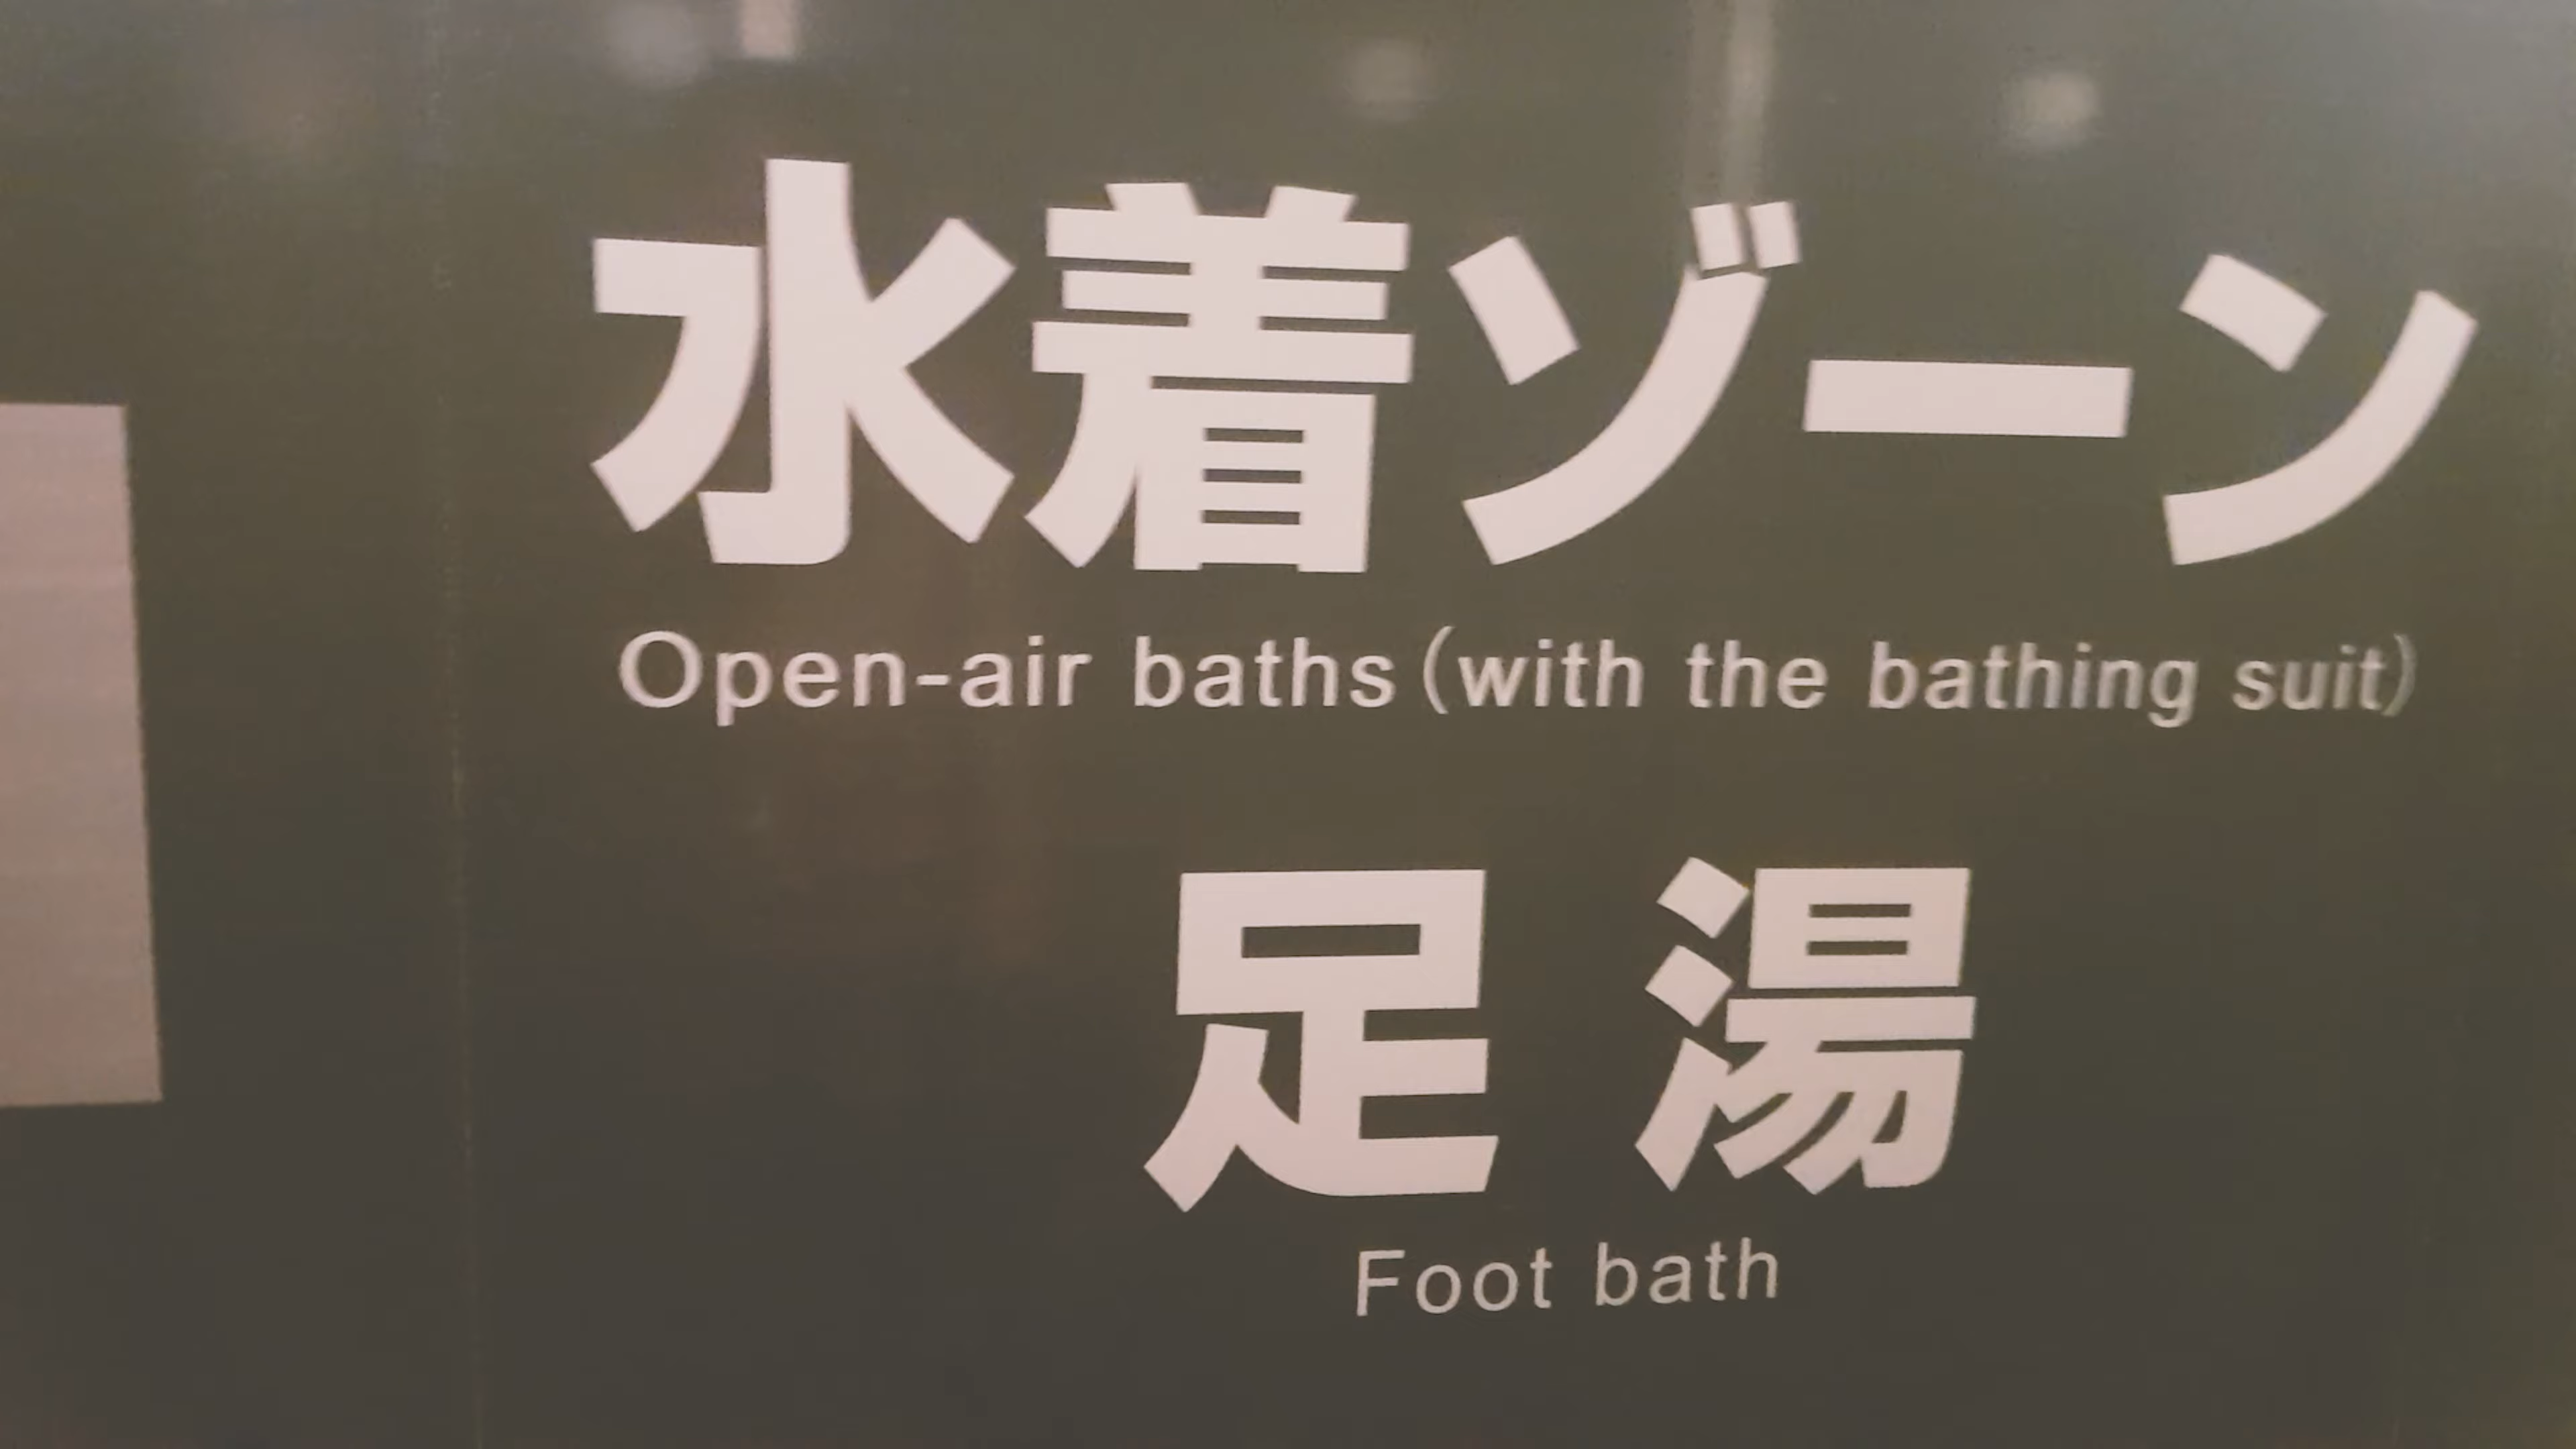 水着ゾーン
Open-air baths (with the bathing suit)
足湯
Foot bath